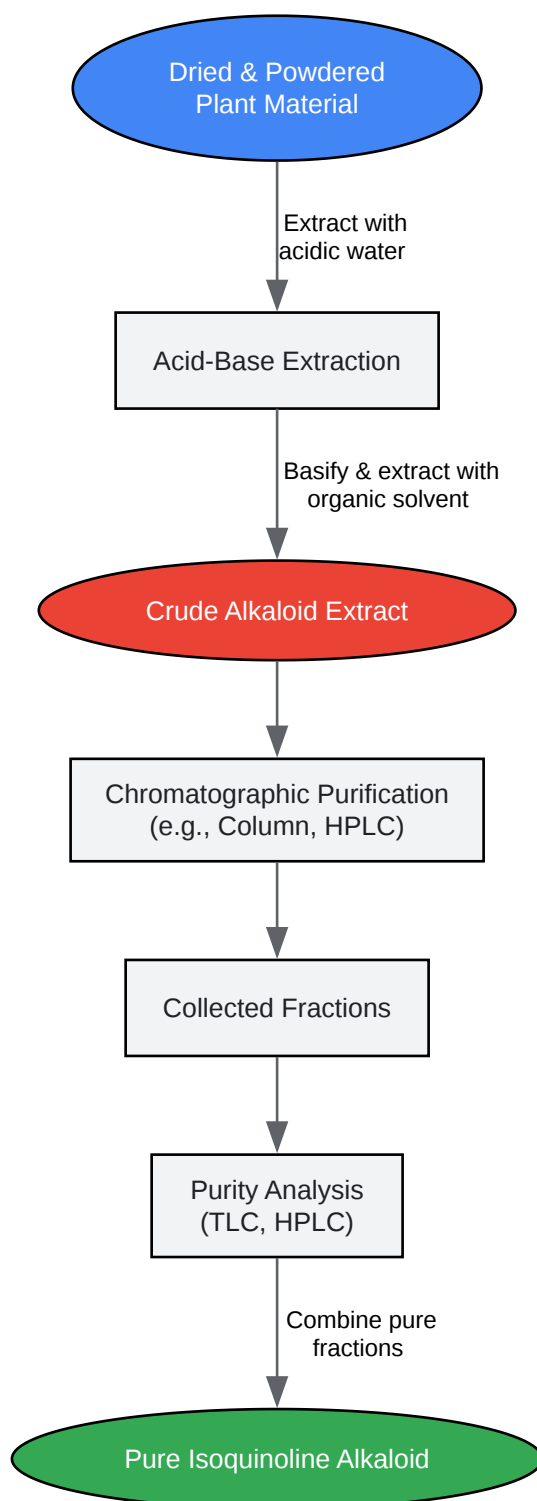 Dried & Powdered
Plant Material
Extract with
acidic water
Acid-Base Extraction
Basify & extract with
organic solvent
Crude Alkaloid Extract
Chromatographic Purification
(e.g., Column, HPLC)
Collected Fractions
Purity Analysis
(TLC, HPLC)
Combine pure
fractions
Pure Isoquinoline Alkaloid